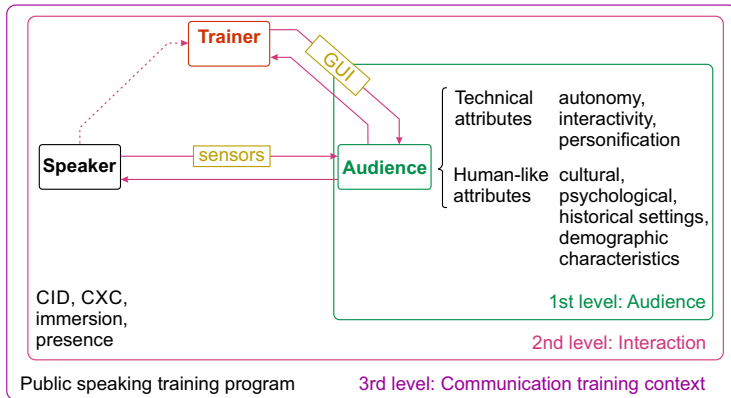 Trainer
GUI
Technical
attributes
autonomy,
interactivity,
personification
Speaker
sensors
Audience
Human-like
attributes
cultural,
psychological,
historical settings,
demographic
characteristics
CID, CXC,
immersion,
presence
1st level: Audience
2nd level: Interaction
Public speaking training program
3rd level: Communication training context